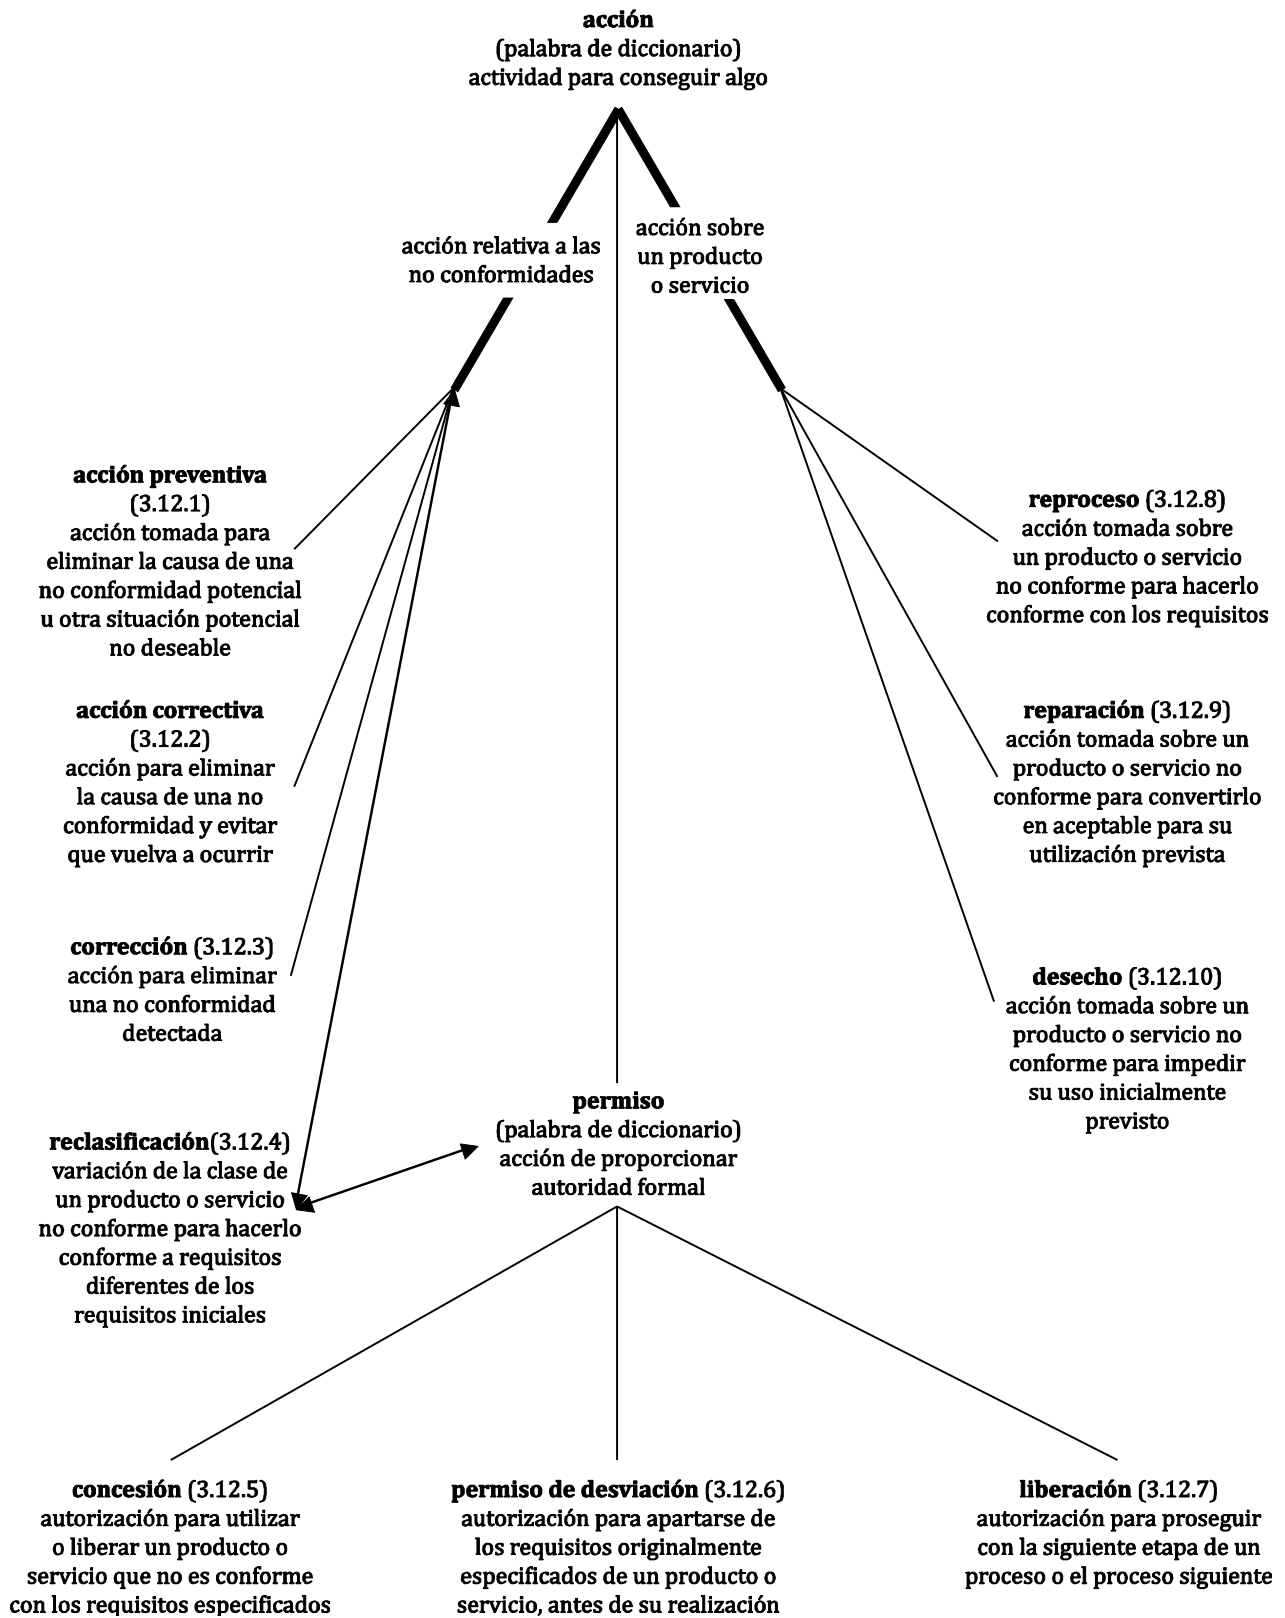 acción
(palabra de diccionario)
actividad para conseguir algo
acción relativa a las
no conformidades
acción sobre
un producto
o servicio
acción preventiva
(3.12.1)
acción tomada para
eliminar la causa de una
no conformidad potencial
u otra situación potencial
no deseable
acción correctiva
(3.12.2)
acción para eliminar
la causa de una no
conformidad y evitar
que vuelva a ocurrir
corrección (3.12.3)
acción para eliminar
una no conformidad
detectada
reclasificación(3.12.4)
variación de la clase de
un producto o servicio
no conforme para hacerlo
conforme a requisitos
diferentes de los
requisitos iniciales
reproceso (3.12.8)
acción tomada sobre
un producto o servicio
no conforme para hacerlo
conforme con los requisitos
reparación (3.12.9)
acción tomada sobre un
producto o servicio no
conforme para convertirlo
en aceptable para su
utilización prevista
desecho (3.12.10)
acción tomada sobre un
producto o servicio no
conforme para impedir
su uso inicialmente
previsto
permiso
(palabra de diccionario)
acción de proporcionar
autoridad formal
concesión (3.12.5)
autorización para utilizar
o liberar un producto o
servicio que no es conforme
con los requisitos especificados
permiso de desviación (3.12.6)
autorización para apartarse de
los requisitos originalmente
especificados de un producto o
servicio, antes de su realización
liberación (3.12.7)
autorización para proseguir
con la siguiente etapa de un
proceso o el proceso siguiente